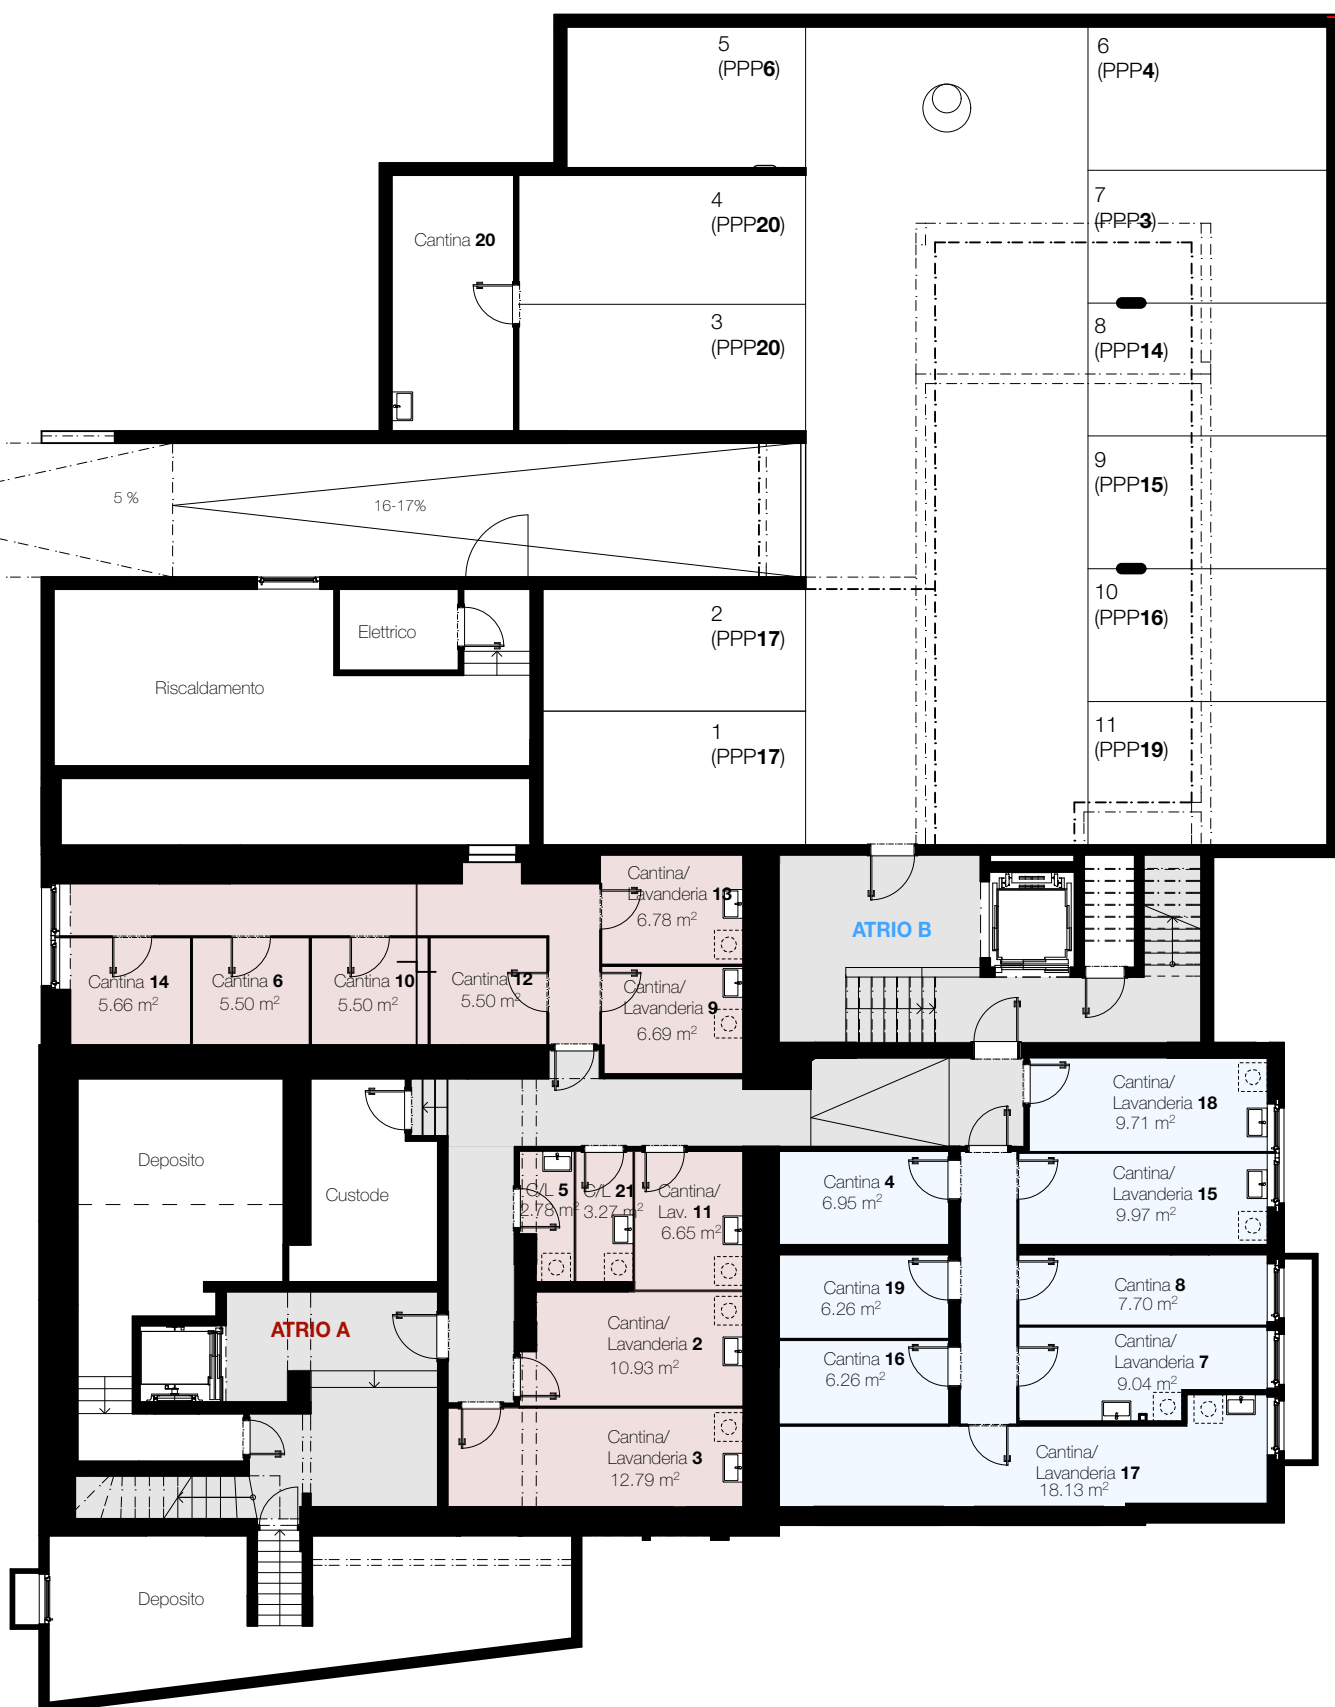 5
(PPP6)
6
(PPP4)
4
(PPP20)
7
(PPP3)
Cantina 20
3
(PPP20)
8
(PPP14)
9
(PPP15)
5 %
16-17%
10
(PPP16)
2
(PPP17)
Elettrico
Riscaldamento
1
(PPP17)
11
(PPP19)
Cantina/
Lavanderia 13
6.78 m²
ATRIO B
Cantina 14
5.66 m²
Cantina 6
5.50 m²
Cantina 10
5.50 m²
Cantina 12
5.50 m²
Cantina/
Lavanderia 9
6.69 m²
Cantina/
Lavanderia 18
9.71 m²
Deposito
Custode
C/L 5
2.78 m²
C/L 21
3.27 m²
Cantina/
Lav. 11
6.65 m²
Cantina 4
6.95 m²
Cantina/
Lavanderia 15
9.97 m²
Cantina 19
6.26 m²
Cantina 8
7.70 m²
ATRIO A
Cantina/
Lavanderia 2
10.93 m²
Cantina 16
6.26 m²
Cantina/
Lavanderia 7
9.04 m²
Cantina/
Lavanderia 3
12.79 m²
Cantina/
Lavanderia 17
18.13 m²
Deposito